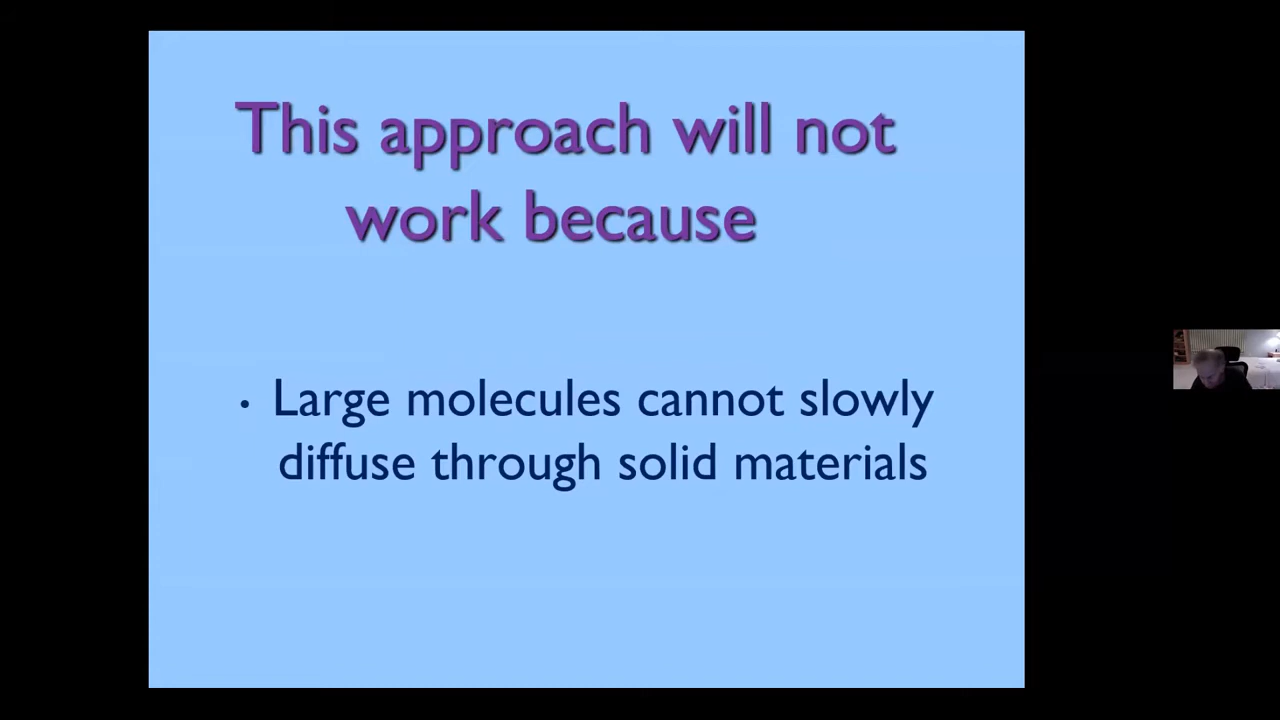 This approach will not
work because
• Large molecules cannot slowly
diffuse through solid materials